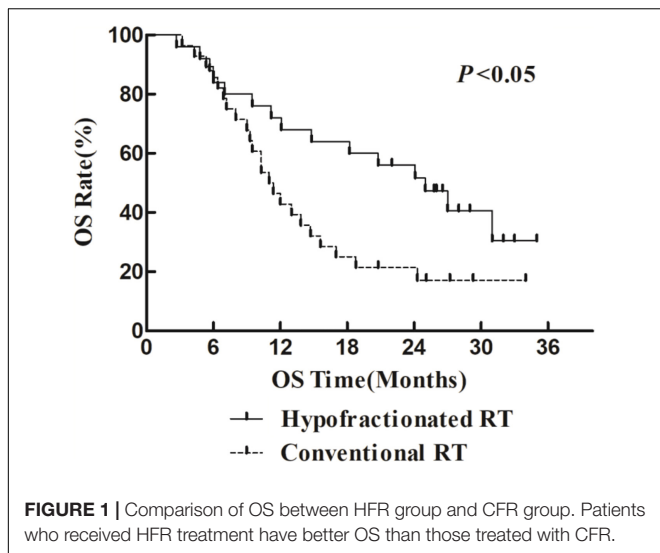 100
80
60
40
20
0
OS Rate(%)
P<0.05
0 6 12 18 24 30 36
OS Time(Months)
Hypofractionated RT
Conventional RT
FIGURE 1 | Comparison of OS between HFR group and CFR group. Patients
who received HFR treatment have better OS than those treated with CFR.